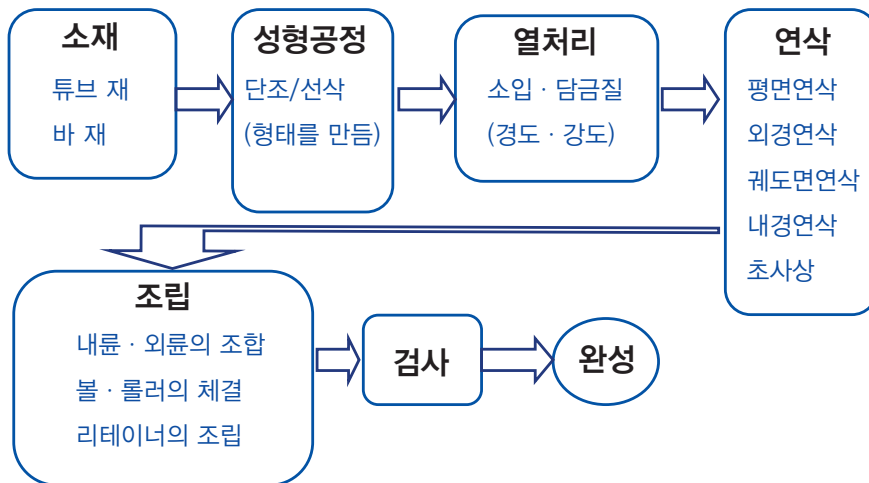 소재
튜브 재
바 재
성형공정
단조/선삭
(형태를 만듬)
열처리
소입 · 담금질
(경도 · 강도)
연삭
평면연삭
외경연삭
궤도면연삭
내경연삭
초사상
조립
내륜 · 외륜의 조합
볼 · 롤러의 체결
리테이너의 조립
검사
완성